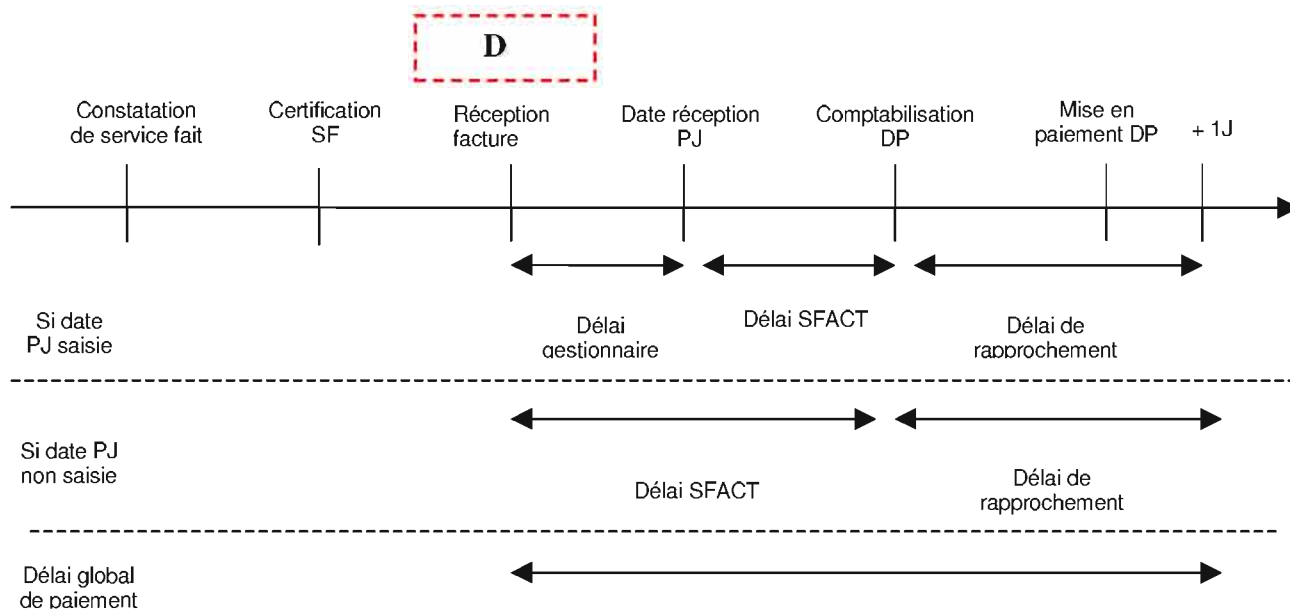 D
Constatation
de service fait
Certification
SF
Réception
facture
Date réception
PJ
Comptabilisation
DP
Mise en
paiement DP
+ 1J
Si date
PJ saisie
Délai
gestionnaire
Délai SFACT
Délai de
rapprochement
Si date PJ
non saisie
Délai SFACT
Délai de
rapprochement
Délai global
de paiement